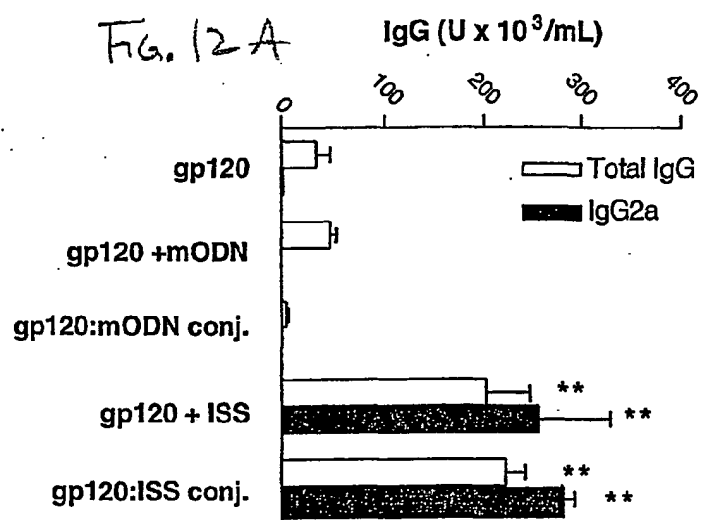 FIG. 12 A
IgG (U x 10³/mL)
0 100 200 300 400
gp120
Total IgG
IgG2a
gp120 +mODN
gp120:mODN conj.
gp120 + ISS
**
**
gp120:ISS conj.
**
**